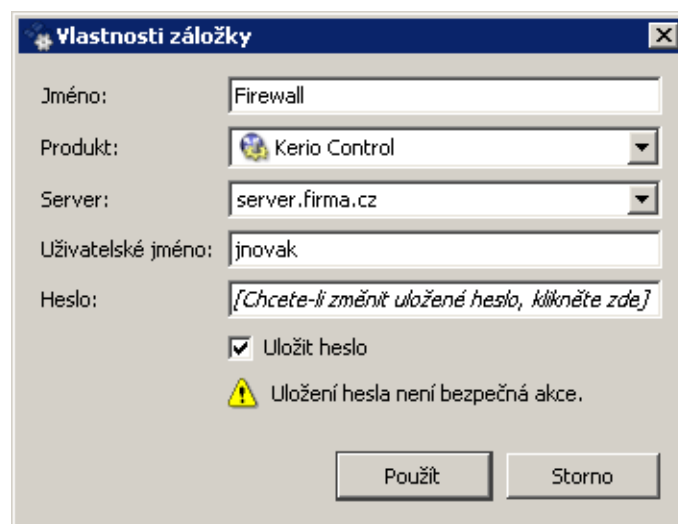 Vlastnosti záložky
Jméno: Firewall
Produkt: Kerio Control
Server: server.firma.cz
Uživatelské jméno: jnovak
Heslo: [Chcete-li změnit uložené heslo, klikněte zde]
Uložit heslo
Uložení hesla není bezpečná akce.
Použít Storno